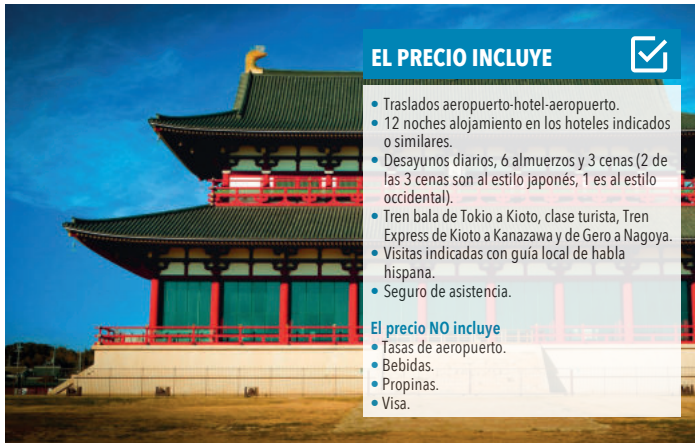 EL PRECIO INCLUYE
• Traslados aeropuerto-hotel-aeropuerto.
• 12 noches alojamiento en los hoteles indicados
o similares.
• Desayunos diarios, 6 almuerzos y 3 cenas (2 de
las 3 cenas son al estilo japonés, 1 es al estilo
occidental).
• Tren bala de Tokio a Kioto, clase turista, Tren
Express de Kioto a Kanazawa y de Gero a Nagoya.
• Visitas indicadas con guía local de habla
hispana.
• Seguro de asistencia.
El precio NO incluye
• Tasas de aeropuerto.
• Bebidas.
• Propinas.
• Visa.